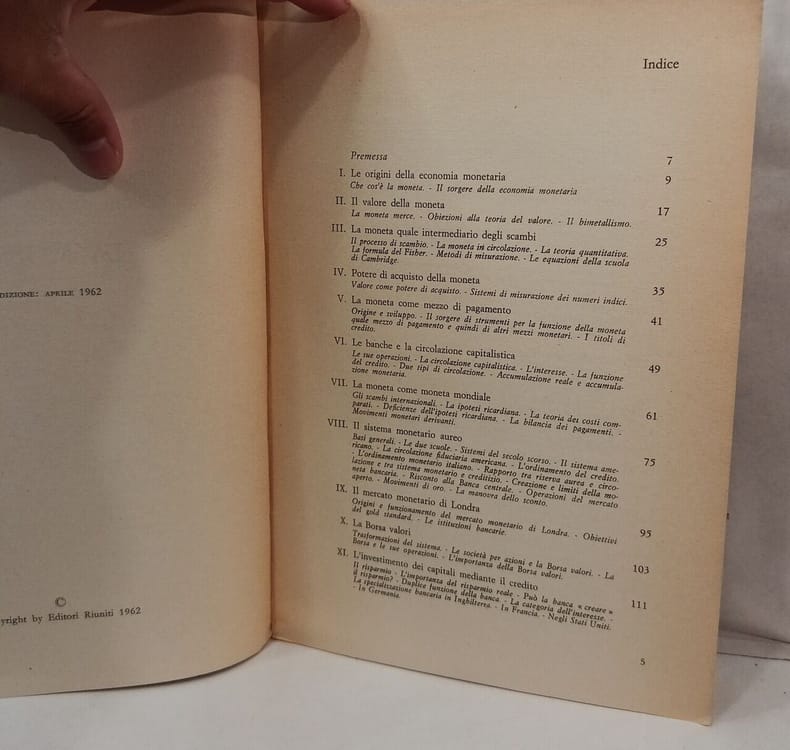 DIZIONE: APRILE 1962
©
yright by Editori Riuniti 1962
Indice
Premessa 7
I. Le origini della economia monetaria 9
Che cos'è la moneta. - Il sorgere della economia monetaria
II. Il valore della moneta 17
La moneta merce. - Obiezioni alla teoria del valore. - Il bimetallismo.
III. La moneta quale intermediario degli scambi 25
Il processo di scambio. - La moneta in circolazione. - La teoria quantitativa.
La formula del Fisher. - Metodi di misurazione. - Le equazioni della scuola
di Cambridge.
IV. Potere di acquisto della moneta 35
Valore come potere di acquisto. - Sistemi di misurazione dei numeri indici.
V. La moneta come mezzo di pagamento 41
Origine e sviluppo. - Il sorgere di strumenti per la funzione della moneta
quale mezzo di pagamento e quindi di altri mezzi monetari. - I titoli di
credito.
VI. Le banche e la circolazione capitalistica 49
Le sue operazioni. - La circolazione capitalistica. - L'interesse. - La funzione
del credito. - Due tipi di circolazione. - Accumulazione reale e accumula-
zione monetaria.
VII. La moneta come moneta mondiale 61
Gli scambi internazionali. - La ipotesi ricardiana. - La teoria dei costi com-
parati. - Deficienze dell'ipotesi ricardiana. - La bilancia dei pagamenti. -
Movimenti monetari derivanti.
VIII. Il sistema monetario aureo 75
Basi generali. - Le due scuole. - Sistemi del secolo scorso. - Il sistema ame-
ricano. - La circolazione fiduciaria americana. - L'ordinamento del credito.
- L'ordinamento monetario italiano. - Rapporto tra riserva aurea e circo-
lazione e tra sistema monetario e creditizio. - Creazione e limiti della mo-
neta bancaria. - Risconto alla Banca centrale. - Operazioni del mercato
aperto. - Movimenti di oro. - La manovra dello sconto.
IX. Il mercato monetario di Londra 95
Origini e funzionamento del mercato monetario di Londra. - Obiettivi
del gold standard. - Le istituzioni bancarie.
X. La Borsa valori 103
Trasformazioni del sistema. - Le società per azioni e la Borsa valori. - La
Borsa e le sue operazioni. - L'importanza della Borsa valori.
XI. L'investimento dei capitali mediante il credito 111
Il risparmio - L'importanza del risparmio reale - Può la banca « creare »
il risparmio? - Duplice funzione della banca. - La categoria dell'interesse. -
La specializzazione bancaria in Inghilterra. - In Francia. - Negli Stati Uniti.
- In Germania.
5